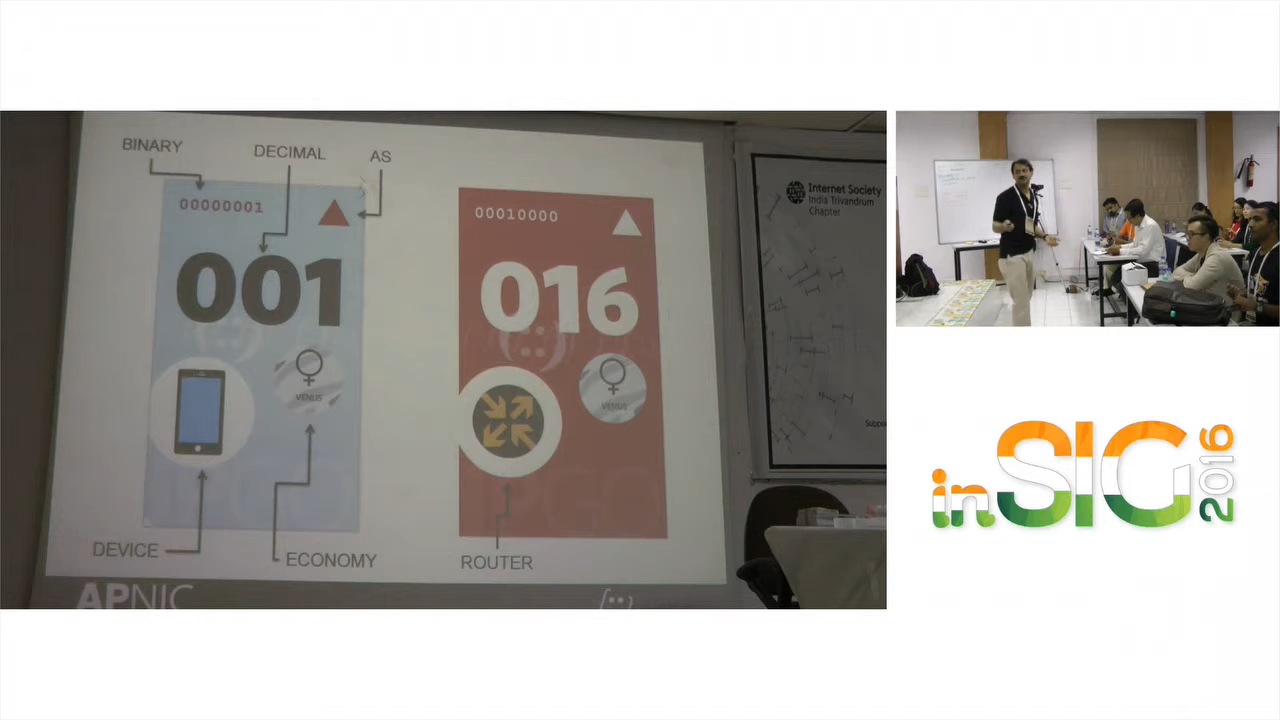 BINARY
DECIMAL
AS
00000001
001
VENUS
DEVICE
ECONOMY
00010000
016
VENUS
ROUTER
APNIC
Internet Society
India Trivandrum
Chapter
inSIG
2016